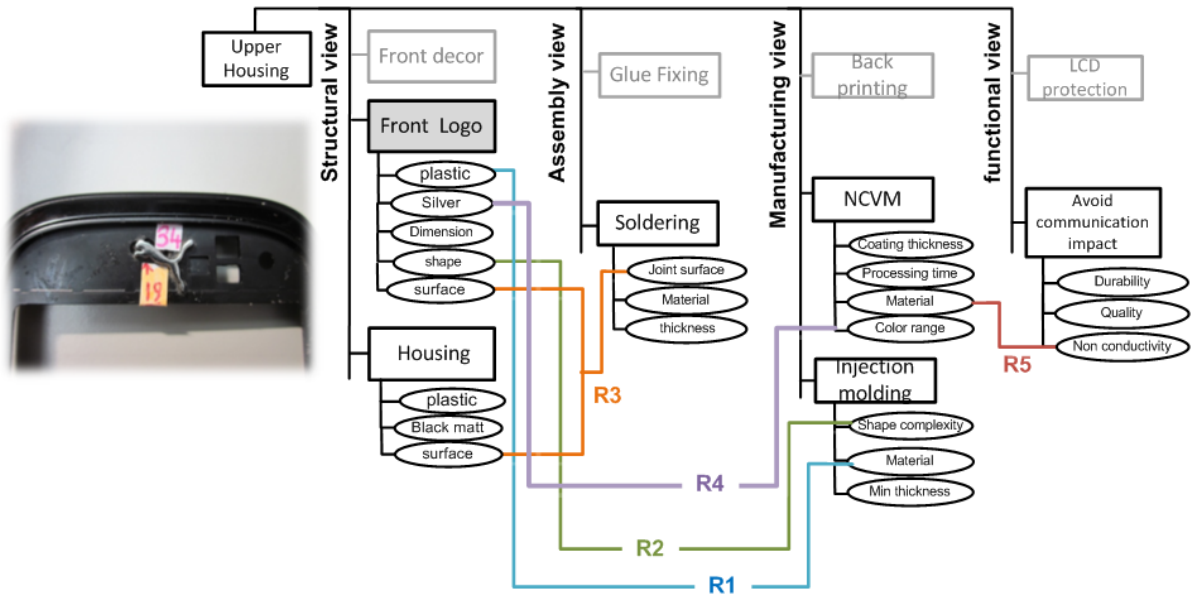 Upper
Housing
Structural view
Front decor
Front Logo
plastic
Silver
Dimension
shape
surface
Housing
plastic
Black matt
surface
Assembly view
Glue Fixing
Soldering
Joint surface
Material
thickness
Manufacturing view
Back
printing
NCVM
Coating thickness
Processing time
Material
Color range
Injection
molding
Shape complexity
Material
Min thickness
functional view
LCD
protection
Avoid
communication
impact
Durability
Quality
Non conductivity
R3
R5
R4
R2
R1
34